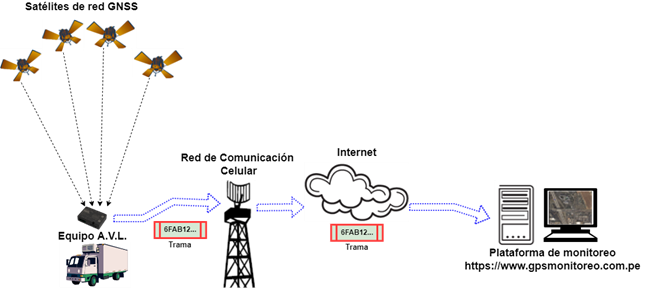 Satélites de red GNSS
Red de Comunicación
Celular
Internet
Equipo A.V.L.
6FAB12...
Trama
6FAB12...
Trama
Plataforma de monitoreo
https://www.gpsmonitoreo.com.pe